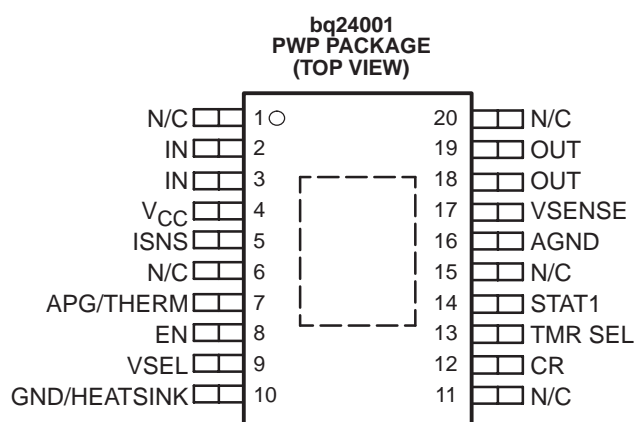 bq24001
PWP PACKAGE
(TOP VIEW)
N/C 1 20 N/C
IN 2 19 OUT
IN 3 18 OUT
VCC 4 17 VSENSE
ISNS 5 16 AGND
N/C 6 15 N/C
APG/THERM 7 14 STAT1
EN 8 13 TMR SEL
VSEL 9 12 CR
GND/HEATSINK 10 11 N/C